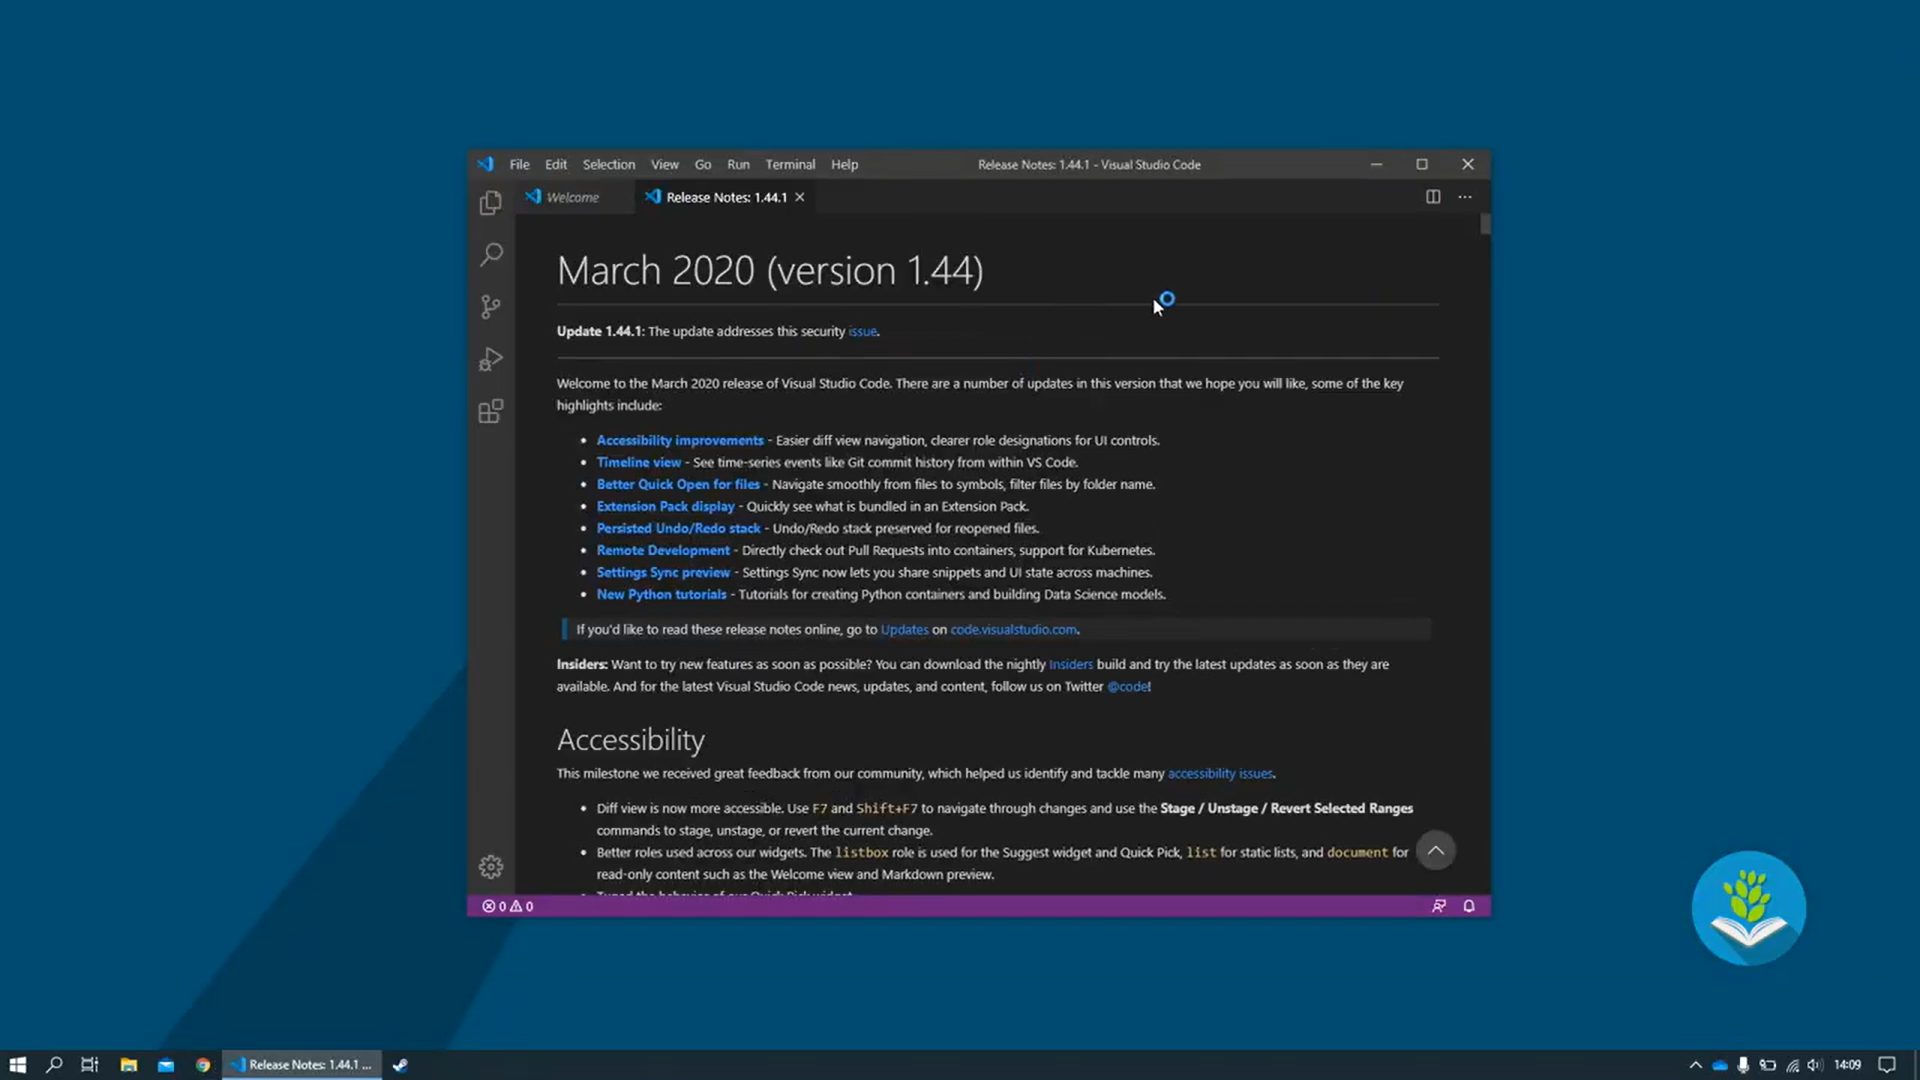 File Edit Selection View Go Run Terminal Help Release Notes: 1.44.1 - Visual Studio Code
Welcome Release Notes: 1.44.1
March 2020 (version 1.44)
Update 1.44.1: The update addresses this security issue.
Welcome to the March 2020 release of Visual Studio Code. There are a number of updates in this version that we hope you will like, some of the key
highlights include:
• Accessibility improvements - Easier diff view navigation, clearer role designations for UI controls.
• Timeline view - See time-series events like Git commit history from within VS Code.
• Better Quick Open for files - Navigate smoothly from files to symbols, filter files by folder name.
• Extension Pack display - Quickly see what is bundled in an Extension Pack.
• Persisted Undo/Redo stack - Undo/Redo stack preserved for reopened files.
• Remote Development - Directly check out Pull Requests into containers, support for Kubernetes.
• Settings Sync preview - Settings Sync now lets you share snippets and UI state across machines.
• New Python tutorials - Tutorials for creating Python containers and building Data Science models.
If you'd like to read these release notes online, go to Updates on code.visualstudio.com.
Insiders: Want to try new features as soon as possible? You can download the nightly Insiders build and try the latest updates as soon as they are
available. And for the latest Visual Studio Code news, updates, and content, follow us on Twitter @code!
Accessibility
This milestone we received great feedback from our community, which helped us identify and tackle many accessibility issues.
• Diff view is now more accessible. Use F7 and Shift+F7 to navigate through changes and use the Stage / Unstage / Revert Selected Ranges
commands to stage, unstage, or revert the current change.
• Better roles used across our widgets. The listbox role is used for the Suggest widget and Quick Pick, list for static lists, and document for
read-only content such as the Welcome view and Markdown preview.
• Tuned the behavior of our Quick Pick widget
0 0
Release Notes: 1.44.1 ... 14:09